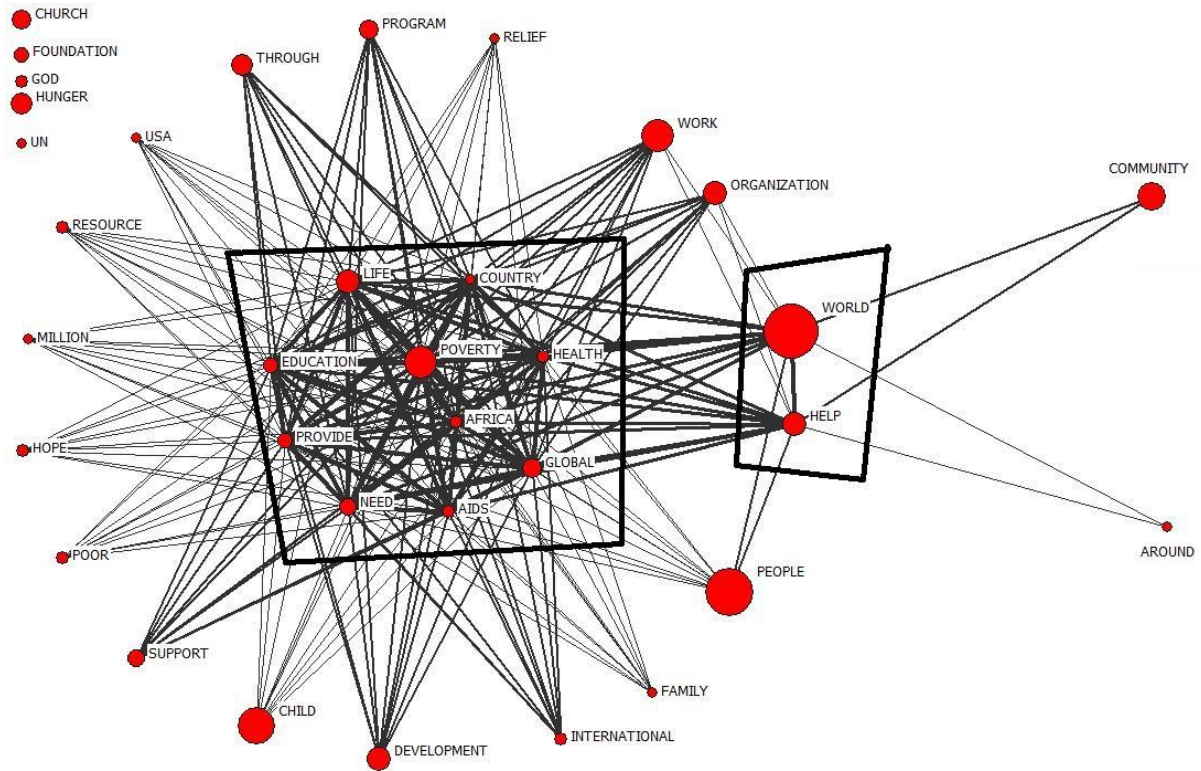 CHURCH
FOUNDATION
GOD
HUNGER
UN
PROGRAM
RELIEF
THROUGH
USA
WORK
COMMUNITY
ORGANIZATION
RESOURCE
LIFE
COUNTRY
WORLD
MILLION
EDUCATION
POVERTY
HEALTH
HELP
AFRICA
PROVIDE
HOPE
GLOBAL
NEED
AIDS
POOR
AROUND
PEOPLE
SUPPORT
FAMILY
CHILD
INTERNATIONAL
DEVELOPMENT